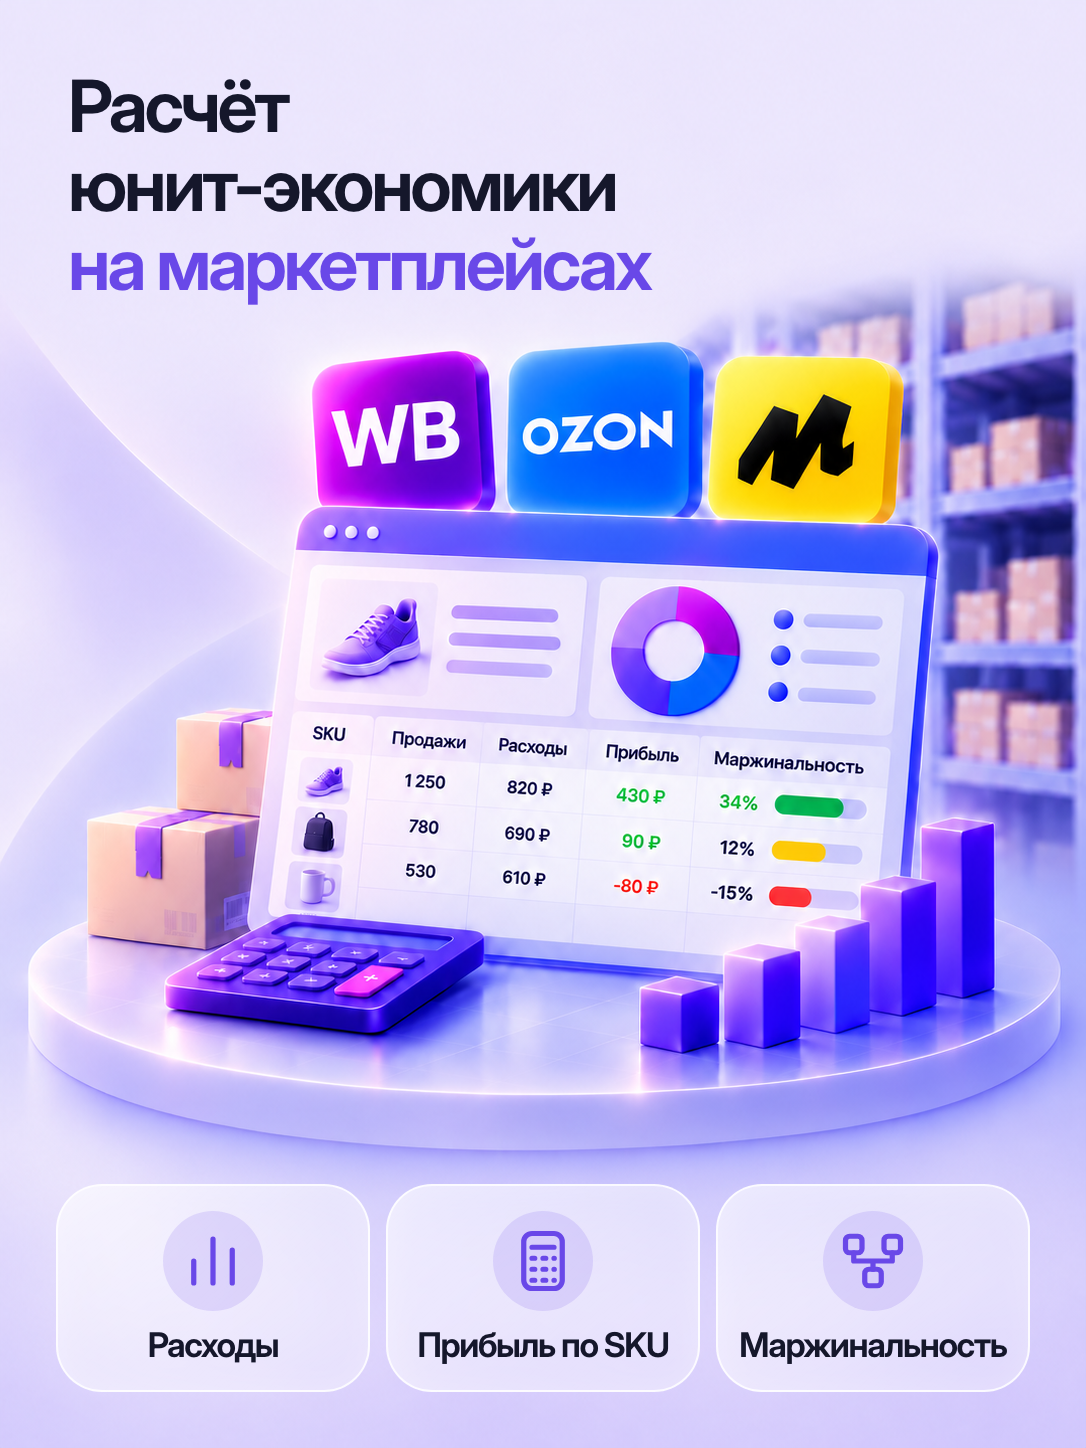 Расчёт
юнит-экономики
на маркетплейсах
WB
OZON
SKU Продажи Расходы Прибыль Маржинальность
1 250 820 ₽ 430 ₽ 34%
780 690 ₽ 90 ₽ 12%
530 610 ₽ -80 ₽ -15%
Расходы
Прибыль по SKU
Маржинальность